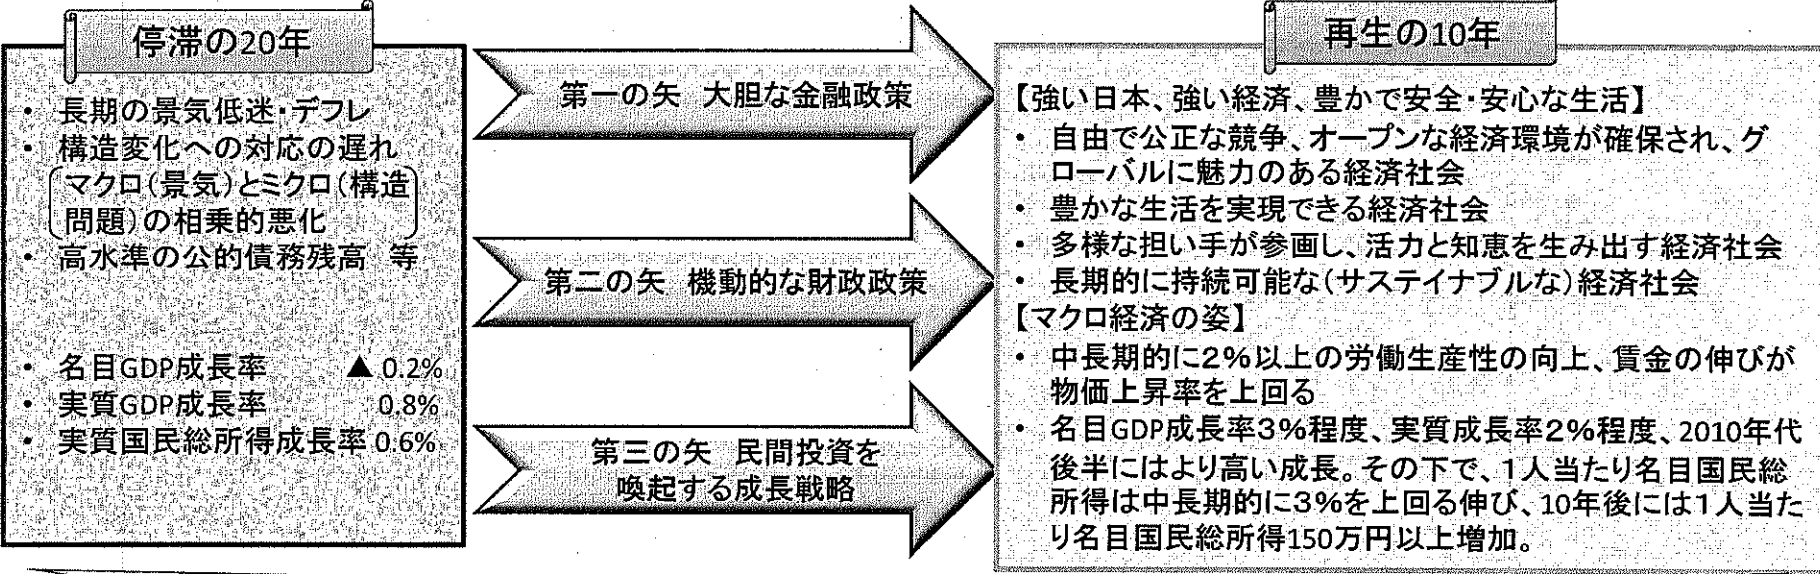 停滞の20年
・ 長期の景気低迷・デフレ
・ 構造変化への対応の遅れ
マクロ(景気)とミクロ(構造
問題)の相乗的悪化
・ 高水準の公的債務残高 等
・ 名目GDP成長率 ▲ 0.2%
・ 実質GDP成長率 0.8%
・ 実質国民総所得成長率 0.6%
第一の矢 大胆な金融政策
第二の矢 機動的な財政政策
第三の矢 民間投資を
喚起する成長戦略
再生の10年
【強い日本、強い経済、豊かで安全・安心な生活】
・ 自由で公正な競争、オープンな経済環境が確保され、グ
ローバルに魅力のある経済社会
・ 豊かな生活を実現できる経済社会
・ 多様な担い手が参画し、活力と知恵を生み出す経済社会
・ 長期的に持続可能な(サステイナブルな)経済社会
【マクロ経済の姿】
・ 中長期的に2%以上の労働生産性の向上、賃金の伸びが
物価上昇率を上回る
・ 名目GDP成長率3%程度、実質成長率2%程度、2010年代
後半にはより高い成長。その下で、1人当たり名目国民総
所得は中長期的に3%を上回る伸び、10年後には1人当た
り名目国民総所得150万円以上増加。